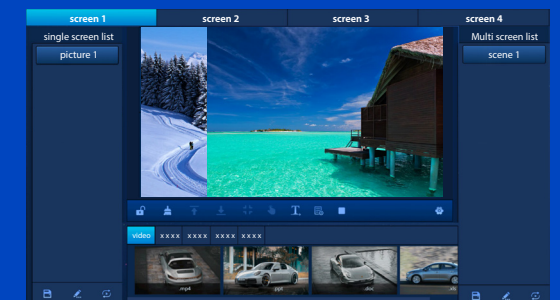 screen 1 screen 2 screen 3 screen 4
single screen list
Multi screen list
picture 1
scene 1
video xxxx xxxx xxxx xxxx
.mp4 .ppt .doc .xls